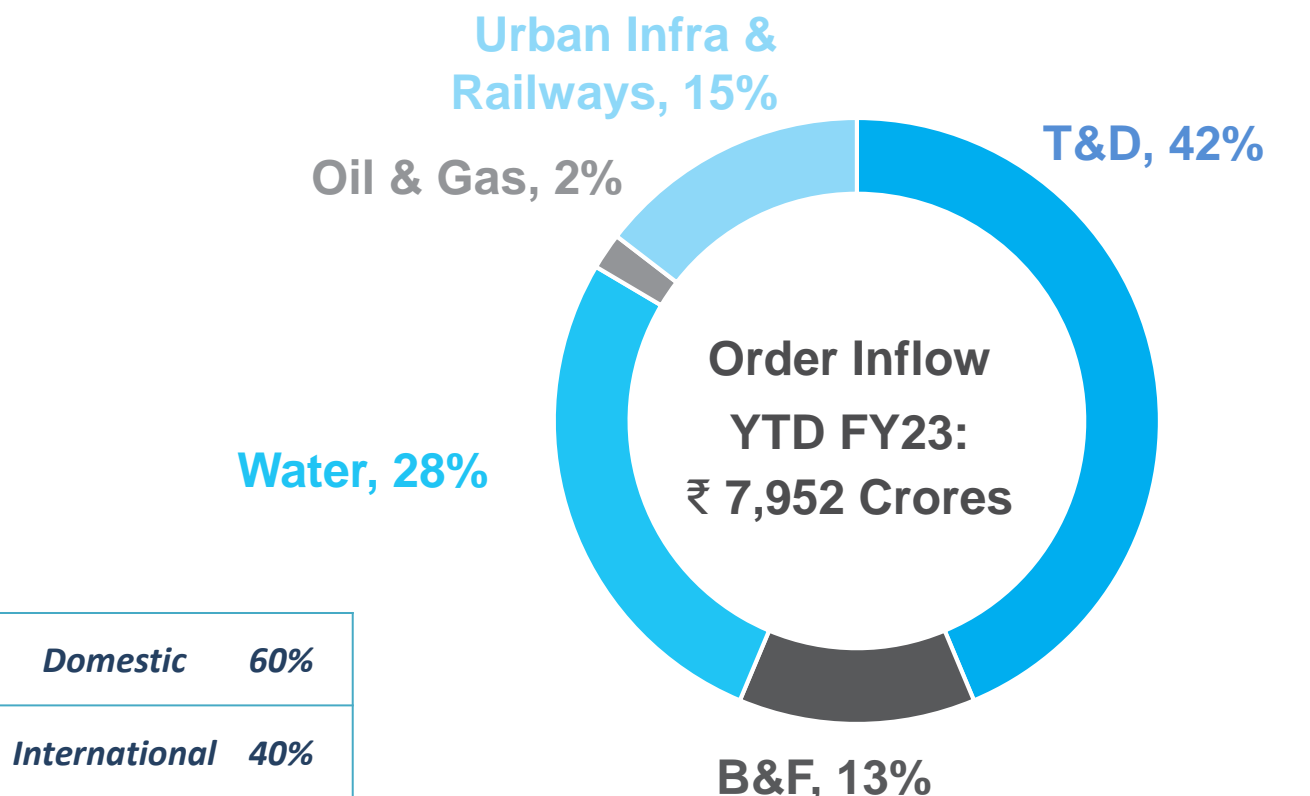 Urban Infra &
Railways, 15%
T&D, 42%
Oil & Gas, 2%
Order Inflow
YTD FY23:
₹ 7,952 Crores
Water, 28%
Domestic 60%
International 40%
B&F, 13%